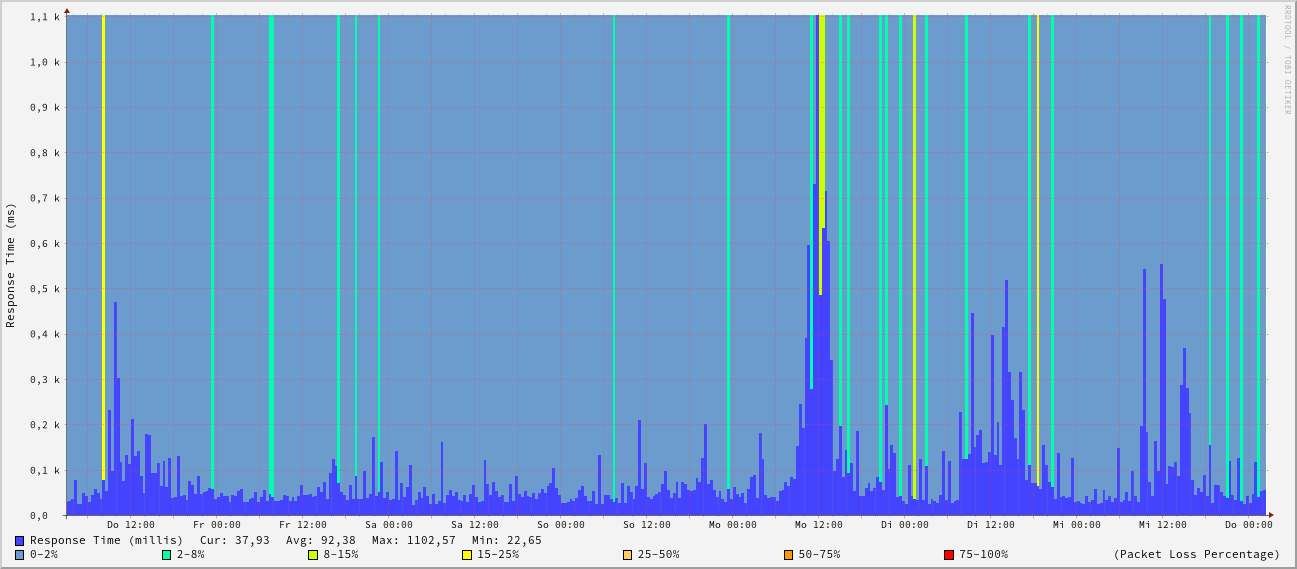 1,1 k
1,0 k
0,9 k
0,8 k
0,7 k
0,6 k
0,5 k
0,4 k
0,3 k
0,2 k
0,1 k
0,0
Response Time (ms)
RRDTOOL / TOBI OETIKER
Do 12:00 Fr 00:00 Fr 12:00 Sa 00:00 Sa 12:00 So 00:00 So 12:00 Mo 00:00 Mo 12:00 Di 00:00 Di 12:00 Mi 00:00 Mi 12:00 Do 00:00
Response Time (millis) Cur: 37,93 Avg: 92,38 Max: 1102,57 Min: 22,65
0-2% 2-8% 8-15% 15-25% 25-50% 50-75% 75-100% (Packet Loss Percentage)